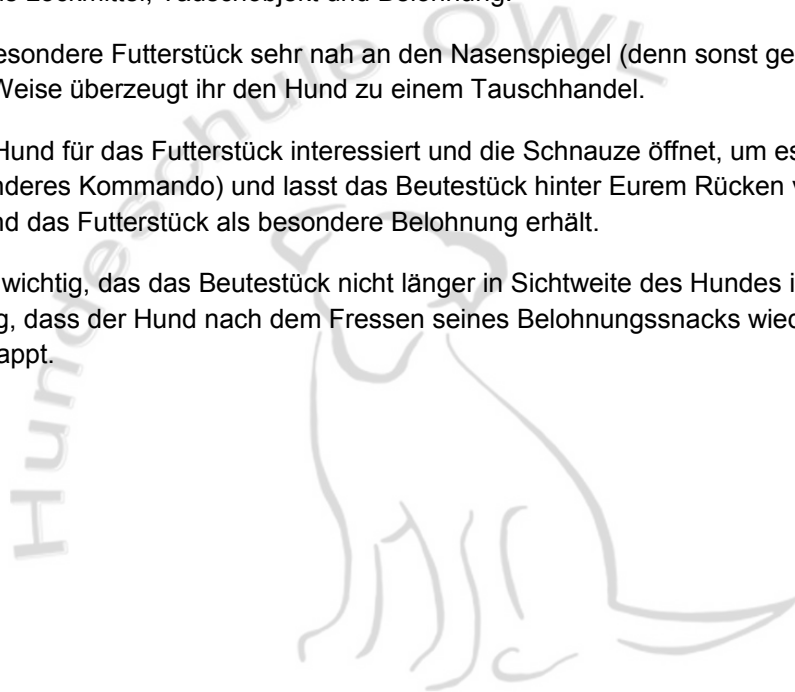 Lockmittel, Tauschobjekt und Belohnung.
esondere Futterstück sehr nah an den Nasenspiegel (denn sonst ge
Weise überzeugt ihr den Hund zu einem Tauschhandel.
Hund für das Futterstück interessiert und die Schnauze öffnet, um es
nderes Kommando) und lasst das Beutestück hinter Eurem Rücken v
nd das Futterstück als besondere Belohnung erhält.
wichtig, das das Beutestück nicht länger in Sichtweite des Hundes i
g, dass der Hund nach dem Fressen seines Belohnungssnacks wied
appt.
Hundeschule OWL